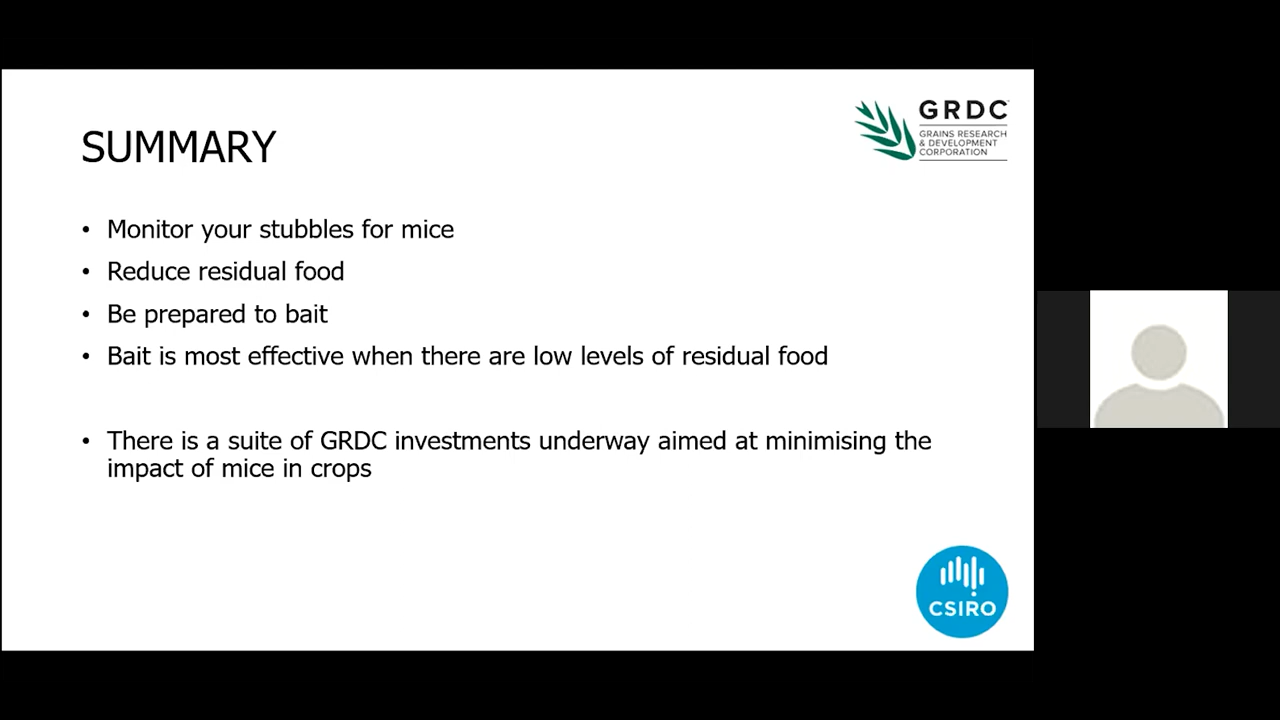 SUMMARY
GRDC
GRAINS RESEARCH
& DEVELOPMENT
CORPORATION
• Monitor your stubbles for mice
• Reduce residual food
• Be prepared to bait
• Bait is most effective when there are low levels of residual food
• There is a suite of GRDC investments underway aimed at minimising the
impact of mice in crops
CSIRO